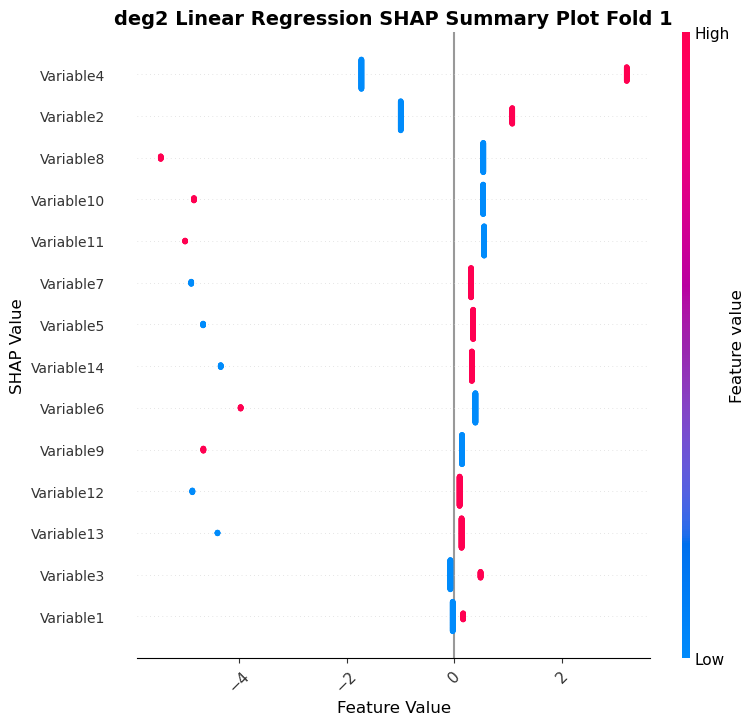 deg2 Linear Regression SHAP Summary Plot Fold 1
High
Variable4
Variable2
Variable8
Variable10
Variable11
Variable7
Variable5
Variable14
Variable6
Variable9
Variable12
Variable13
Variable3
Variable1
SHAP Value
Feature value
Low
−4
−2
0
2
Feature Value